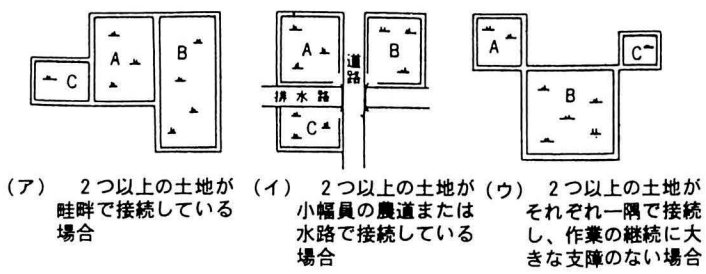 A
B
C
A
B
C
道路
排水路
A
B
C
（ア） 2つ以上の土地が
畦畔で接続している
場合
（イ） 2つ以上の土地が
小幅員の農道または
水路で接続している
場合
（ウ） 2つ以上の土地が
それぞれ一隅で接続
し、作業の継続に大
きな支障のない場合